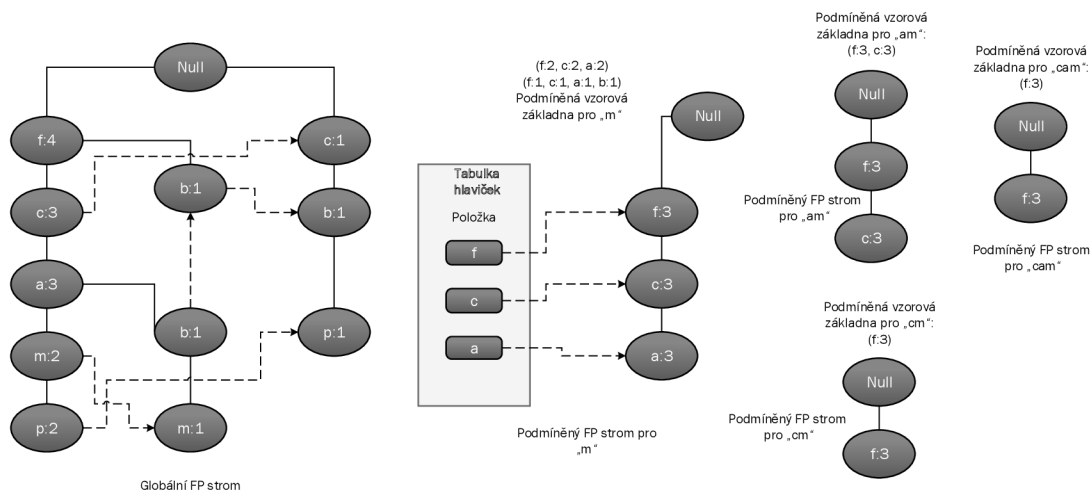 Null
f:4
c:1
b:1
c:3
b:1
a:3
b:1
p:1
m:2
p:2
m:1
Globální FP strom
(f:2, c:2, a:2)
(f:1, c:1, a:1, b:1)
Podmíněná vzorová
základna pro „m“
Null
Tabulka
hlaviček
Položka
f
c
a
f:3
c:3
a:3
Podmíněný FP strom pro
„m“
Podmíněná vzorová
základna pro „am“:
(f:3, c:3)
Null
f:3
c:3
Podmíněný FP strom
pro „am“
Podmíněná vzorová
základna pro „cam“:
(f:3)
Null
f:3
Podmíněný FP strom
pro „cam“
Podmíněná vzorová
základna pro „cm“:
(f:3)
Null
f:3
Podmíněný FP strom
pro „cm“